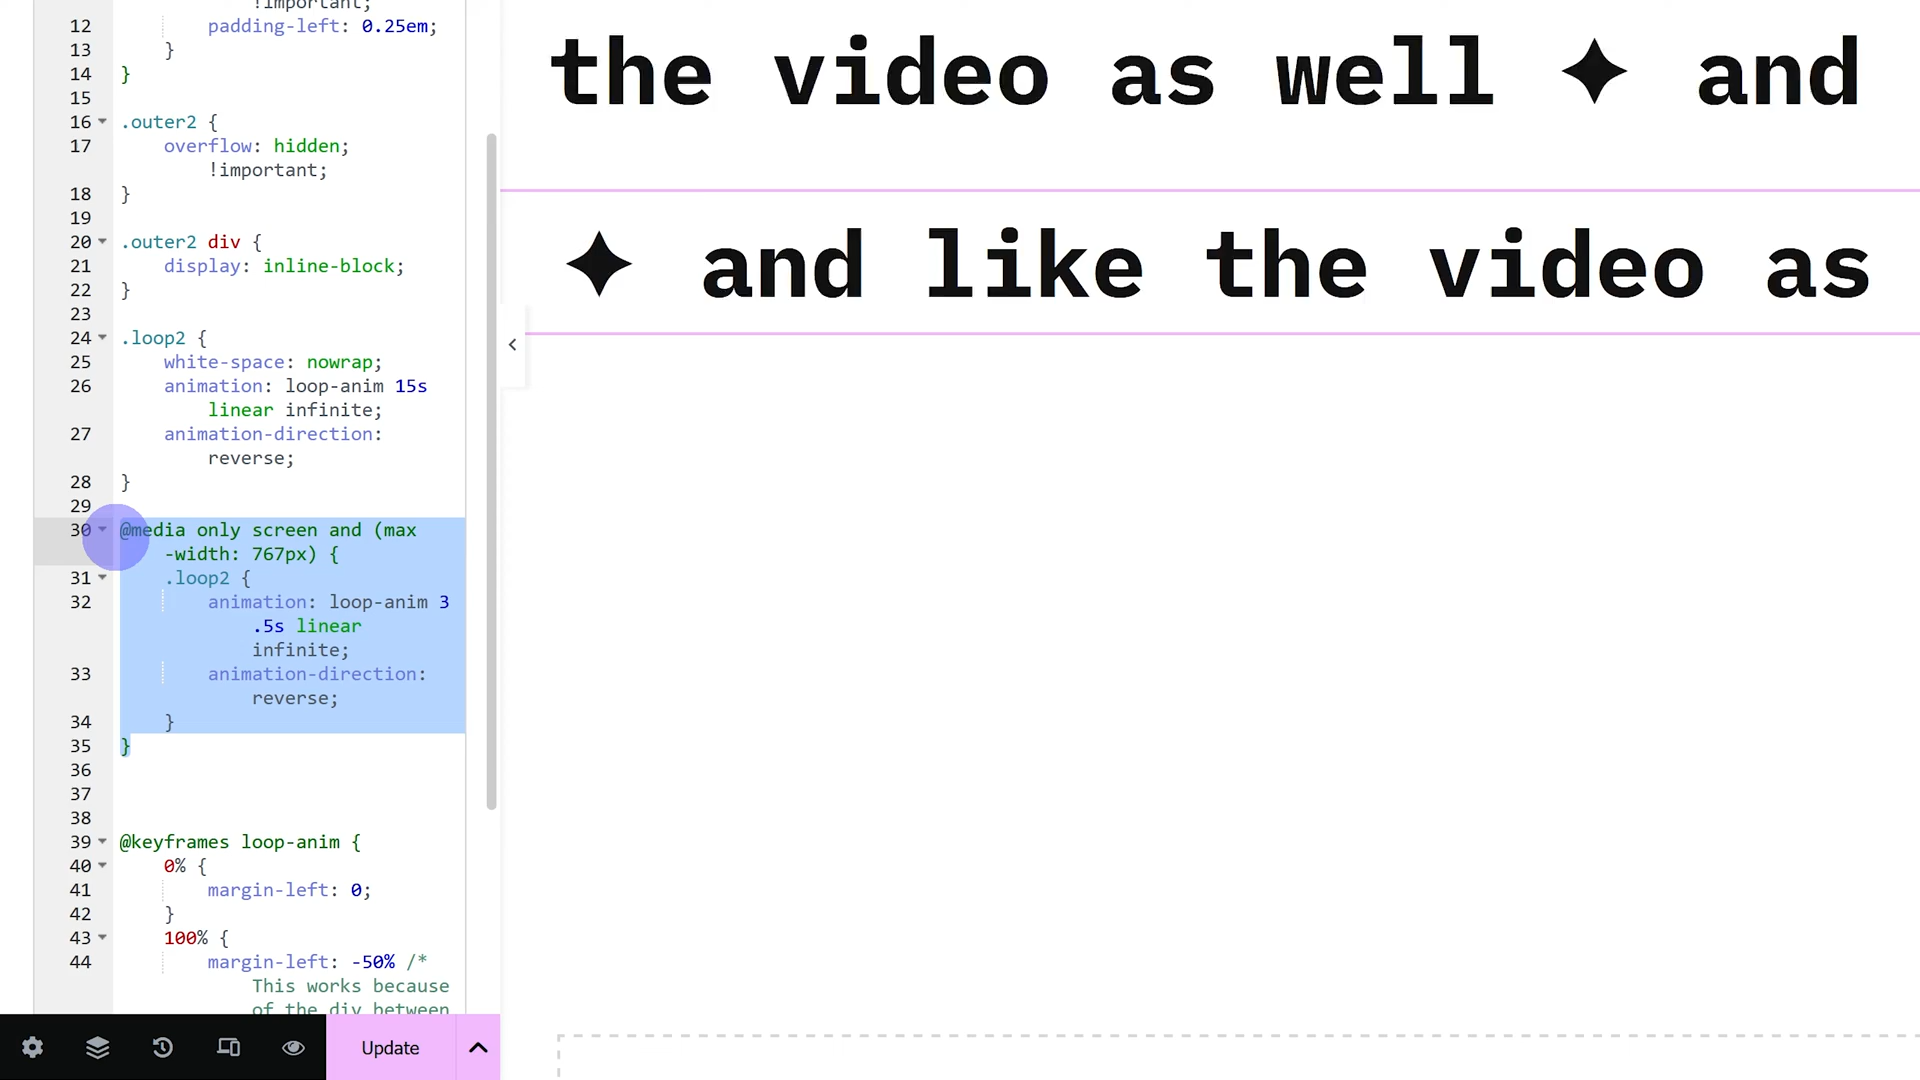 !important;
12 padding-left: 0.25em;
13 }
14 }
15
16 .outer2 {
17 overflow: hidden;
!important;
18 }
19
20 .outer2 div {
21 display: inline-block;
22 }
23
24 .loop2 {
25 white-space: nowrap;
26 animation: loop-anim 15s
linear infinite;
27 animation-direction:
reverse;
28 }
29
30 @media only screen and (max
-width: 767px) {
31 .loop2 {
32 animation: loop-anim 3
.5s linear
infinite;
33 animation-direction:
reverse;
34 }
35 }
36
37
38
39 @keyframes loop-anim {
40 0% {
41 margin-left: 0;
42 }
43 100% {
44 margin-left: -50% /*
This works because
of the div between
Update
the video as well ✦ and
✦ and like the video as